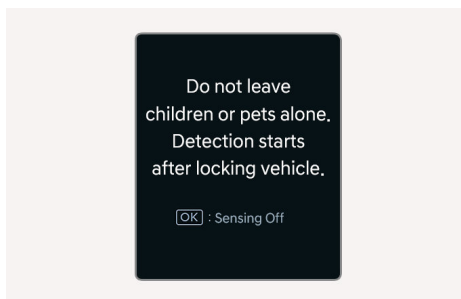 Do not leave
children or pets alone.
Detection starts
after locking vehicle.
OK : Sensing Off